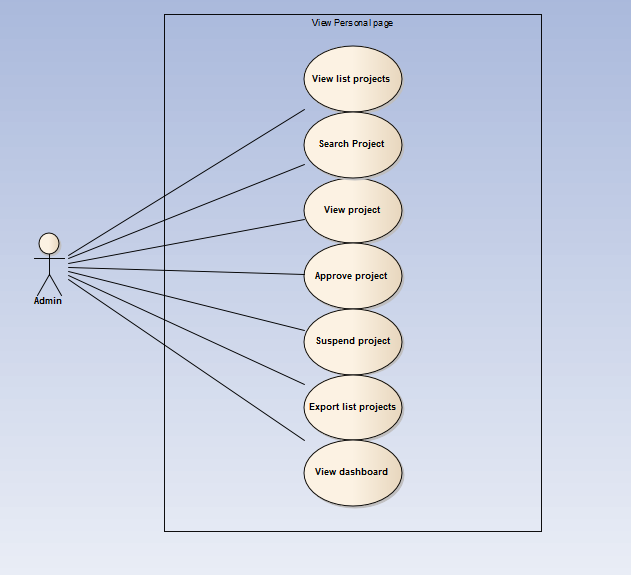 View Personal page
View list projects
Search Project
View project
Approve project
Admin
Suspend project
Export list projects
View dashboard